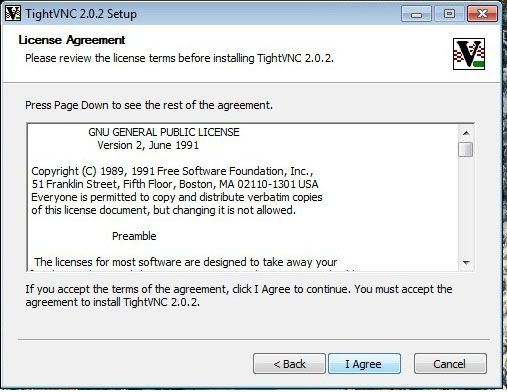 TightVNC 2.0.2 Setup
License Agreement
Please review the license terms before installing TightVNC 2.0.2.
Press Page Down to see the rest of the agreement.
GNU GENERAL PUBLIC LICENSE
Version 2, June 1991
Copyright (C) 1989, 1991 Free Software Foundation, Inc.,
51 Franklin Street, Fifth Floor, Boston, MA 02110-1301 USA
Everyone is permitted to copy and distribute verbatim copies
of this license document, but changing it is not allowed.
Preamble
The licenses for most software are designed to take away your
If you accept the terms of the agreement, click I Agree to continue. You must accept the
agreement to install TightVNC 2.0.2.
< Back
I Agree
Cancel